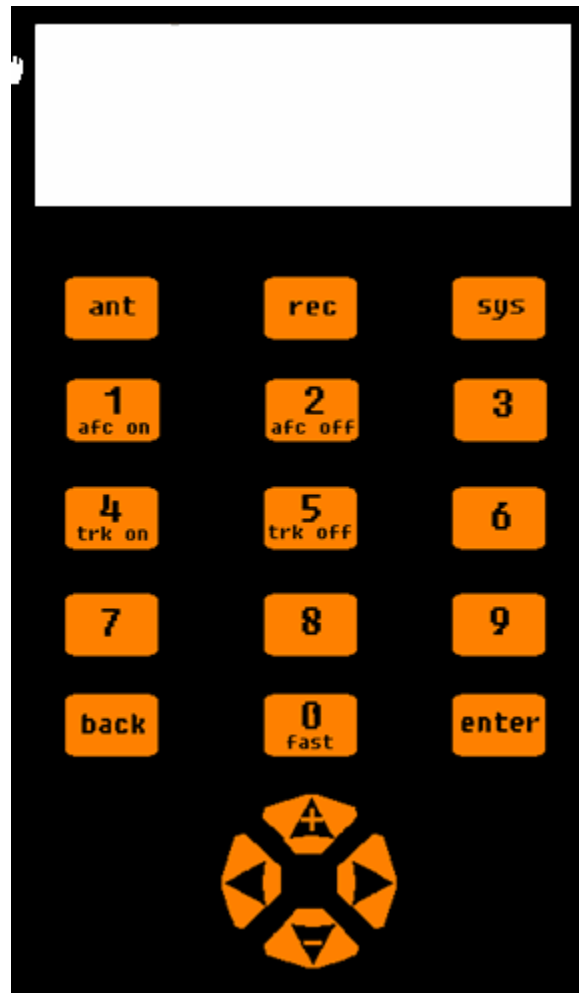 ant rec sys
1 2 3
afc on afc off
4 5 6
trk on trk off
7 8 9
back 0 enter
fast
+
-